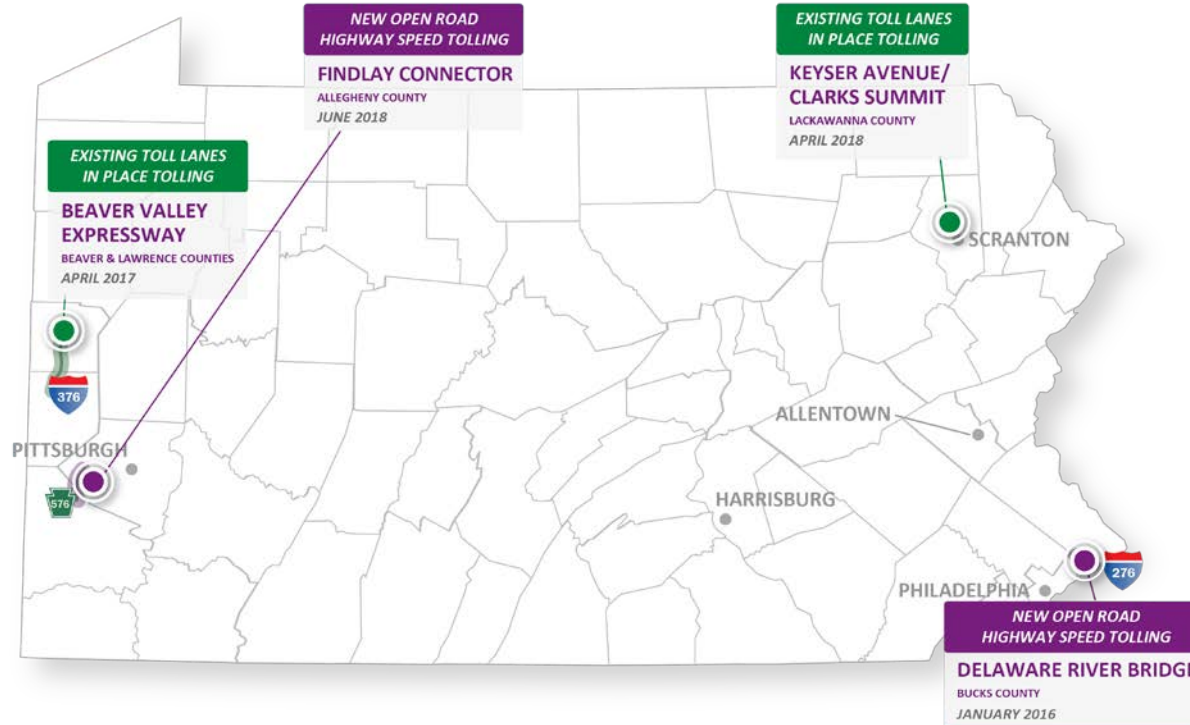 NEW OPEN ROAD
HIGHWAY SPEED TOLLING
FINDLAY CONNECTOR
ALLEGHENY COUNTY
JUNE 2018
EXISTING TOLL LANES
IN PLACE TOLLING
KEYSER AVENUE/
CLARKS SUMMIT
LACKAWANNA COUNTY
APRIL 2018
EXISTING TOLL LANES
IN PLACE TOLLING
BEAVER VALLEY
EXPRESSWAY
BEAVER & LAWRENCE COUNTIES
APRIL 2017
SCRANTON
376
ALLENTOWN
PITTSBURGH
576
HARRISBURG
276
PHILADELPHIA
NEW OPEN ROAD
HIGHWAY SPEED TOLLING
DELAWARE RIVER BRIDGE
BUCKS COUNTY
JANUARY 2016